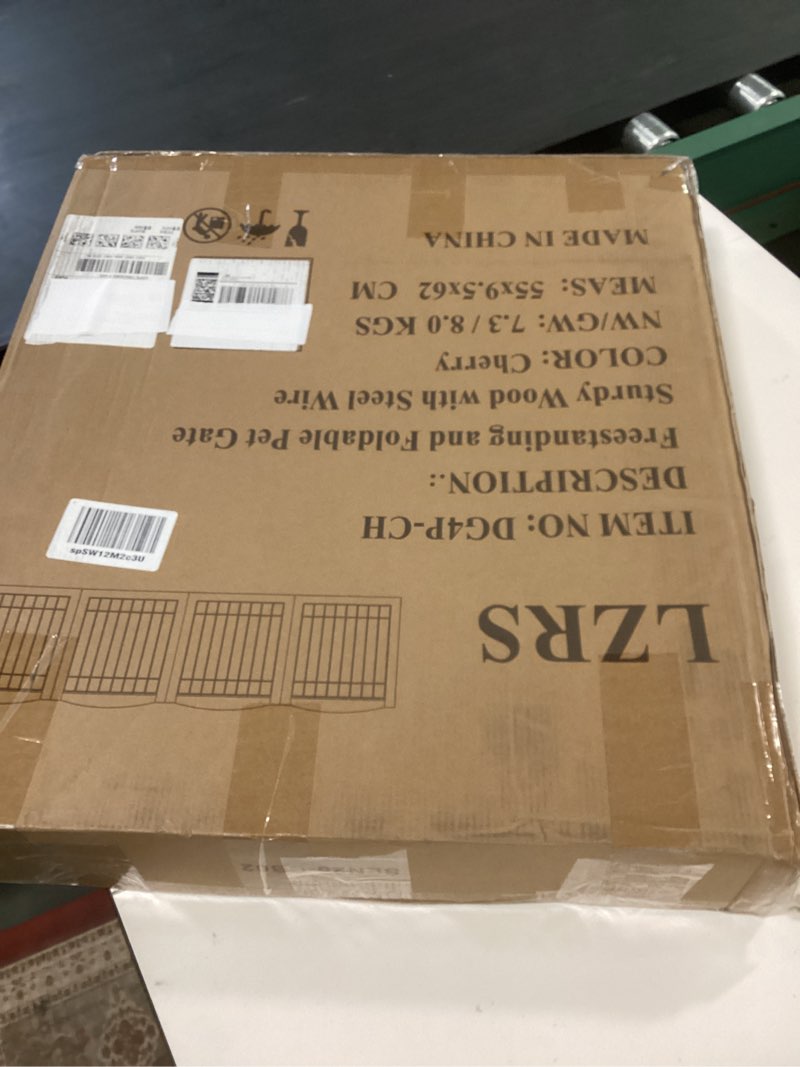 LZRS
ITEM NO: DG4P-CH
DESCRIPTION.:
Freestanding and Foldable Pet Gate
Sturdy Wood with Steel Wire
COLOR: Cherry
NW/GW: 7.3 / 8.0 KGS
MEAS: 55x9.5x62 CM
MADE IN CHINA
spSW12M2c3U